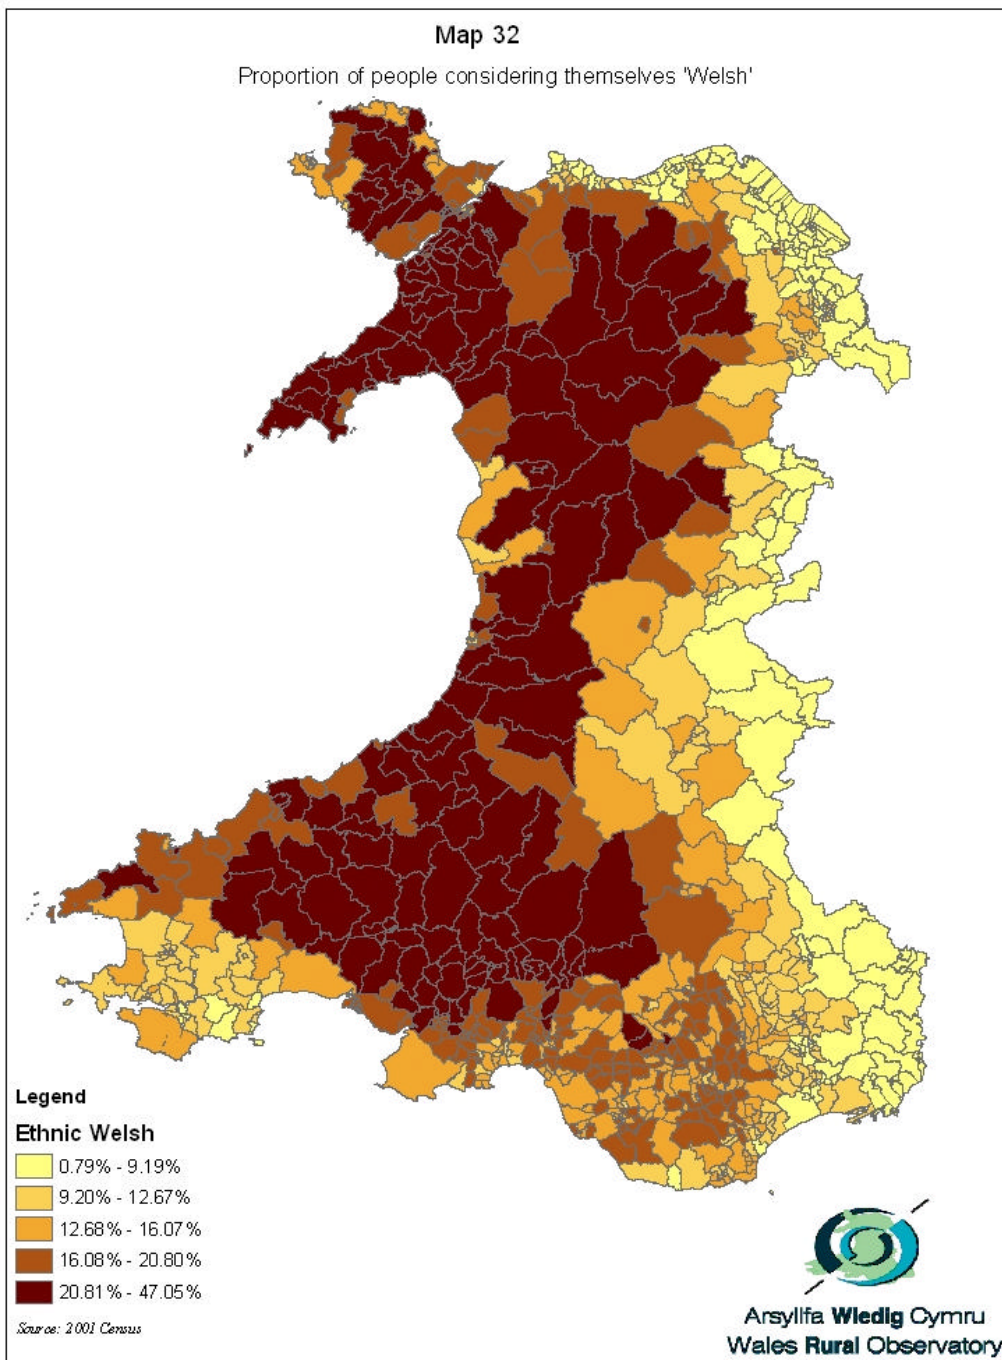 Map 32
Proportion of people considering themselves 'Welsh'
Legend
Ethnic Welsh
0.79% - 9.19%
9.20% - 12.67%
12.68% - 16.07%
16.08% - 20.80%
20.81% - 47.05%
Source: 2001 Census
Arsyllfa Wledig Cymru
Wales Rural Observatory